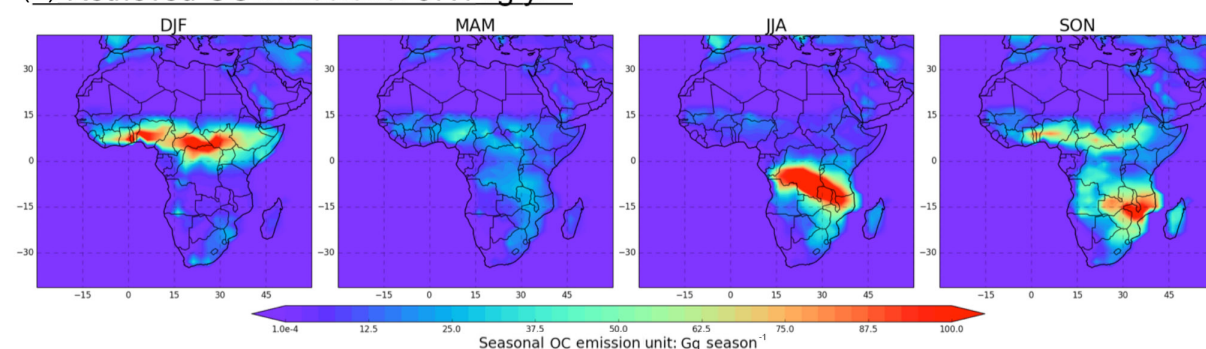 DJF MAM JJA SON
30 30 30 30
15 15 15 15
0 0 0 0
−15 −15 −15 −15
−30 −30 −30 −30
−15 0 15 30 45 −15 0 15 30 45 −15 0 15 30 45 −15 0 15 30 45
1.0e-4 12.5 25.0 37.5 50.0 62.5 75.0 87.5 100.0
Seasonal OC emission unit: Gg season⁻¹